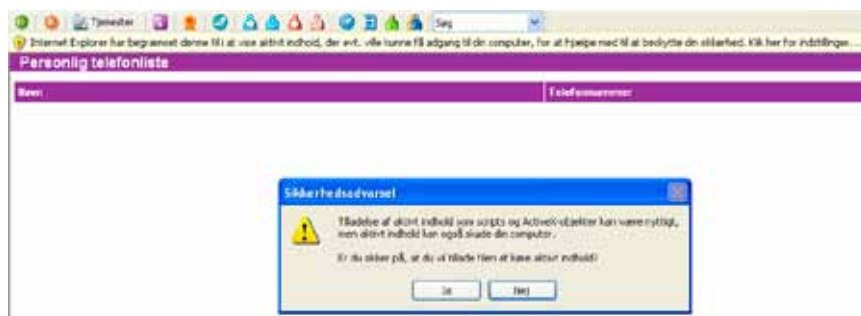 Tjenester Søg
Internet Explorer har begrænset denne fil i at vise aktivt indhold, der evt. ville kunne få adgang til din computer, for at hjælpe med til at beskytte din sikkerhed. Klik her for indstillinger...
Personlig telefonliste
Navn Telefonnummer
Sikkerhedsadvarsel
Tilladelse af aktivt indhold som scripts og ActiveX-objekter kan være nyttigt,
men aktivt indhold kan også skade din computer.
Er du sikker på, at du vil tillade filen at køre aktivt indhold?
Ja Nej